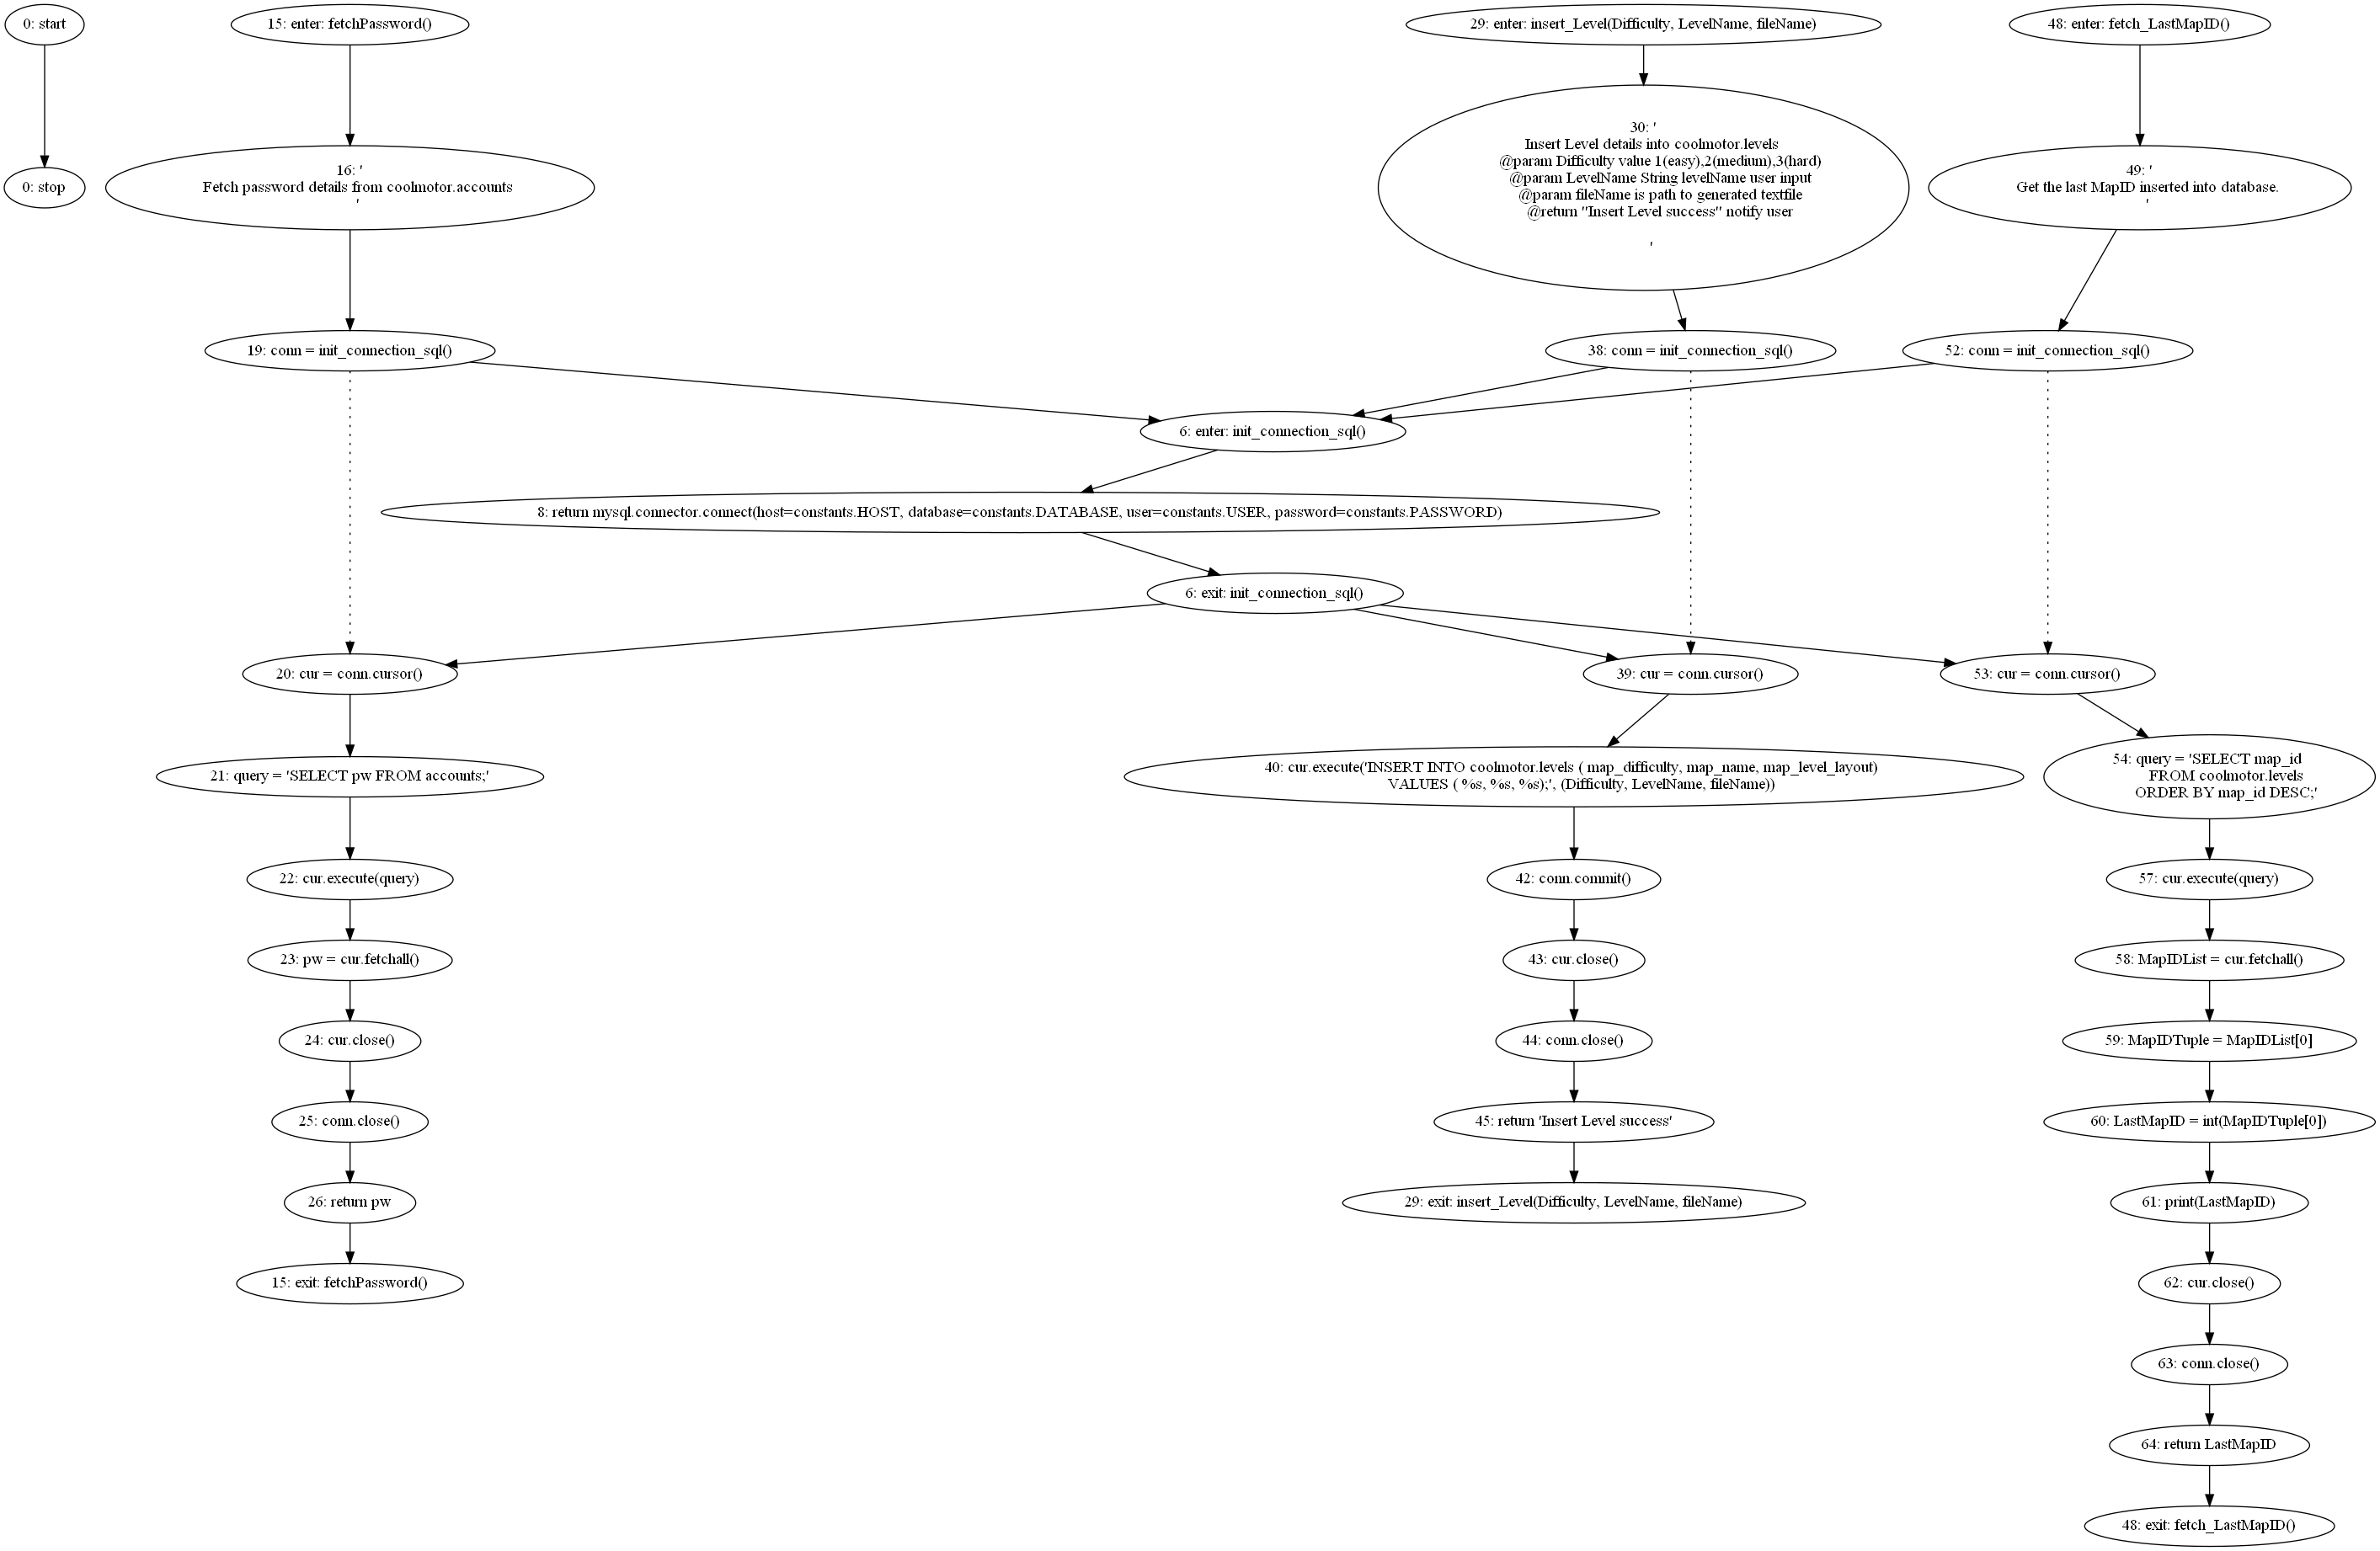 0: start
15: enter: fetchPassword()
29: enter: insert_Level(Difficulty, LevelName, fileName)
48: enter: fetch_LastMapID()
30: '
Insert Level details into coolmotor.levels
@param Difficulty value 1(easy),2(medium),3(hard)
@param LevelName String levelName user input
@param fileName is path to generated textfile
@return "Insert Level success" notify user
'
0: stop
16: '
Fetch password details from coolmotor.accounts
'
49: '
Get the last MapID inserted into database.
'
19: conn = init_connection_sql()
38: conn = init_connection_sql()
52: conn = init_connection_sql()
6: enter: init_connection_sql()
8: return mysql.connector.connect(host=constants.HOST, database=constants.DATABASE, user=constants.USER, password=constants.PASSWORD)
6: exit: init_connection_sql()
20: cur = conn.cursor()
39: cur = conn.cursor()
53: cur = conn.cursor()
21: query = 'SELECT pw FROM accounts;'
40: cur.execute('INSERT INTO coolmotor.levels ( map_difficulty, map_name, map_level_layout)
VALUES ( %s, %s, %s);', (Difficulty, LevelName, fileName))
54: query = 'SELECT map_id
FROM coolmotor.levels
ORDER BY map_id DESC;'
22: cur.execute(query)
42: conn.commit()
57: cur.execute(query)
23: pw = cur.fetchall()
43: cur.close()
58: MapIDList = cur.fetchall()
24: cur.close()
44: conn.close()
59: MapIDTuple = MapIDList[0]
25: conn.close()
45: return 'Insert Level success'
60: LastMapID = int(MapIDTuple[0])
26: return pw
29: exit: insert_Level(Difficulty, LevelName, fileName)
61: print(LastMapID)
15: exit: fetchPassword()
62: cur.close()
63: conn.close()
64: return LastMapID
48: exit: fetch_LastMapID()